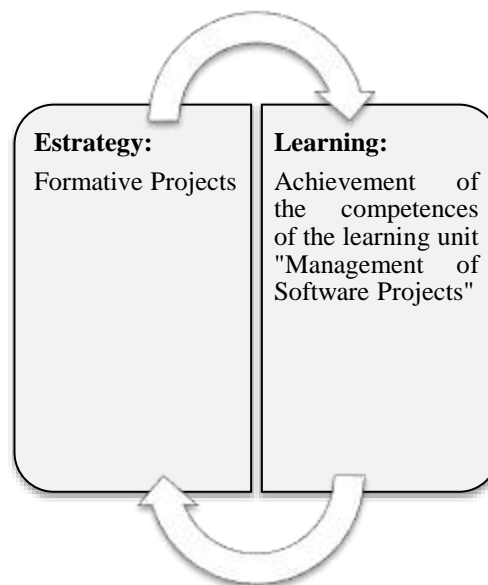 Estrategy:
Formative Projects
Learning:
Achievement of
the competences
of the learning unit
"Management of
Software Projects"